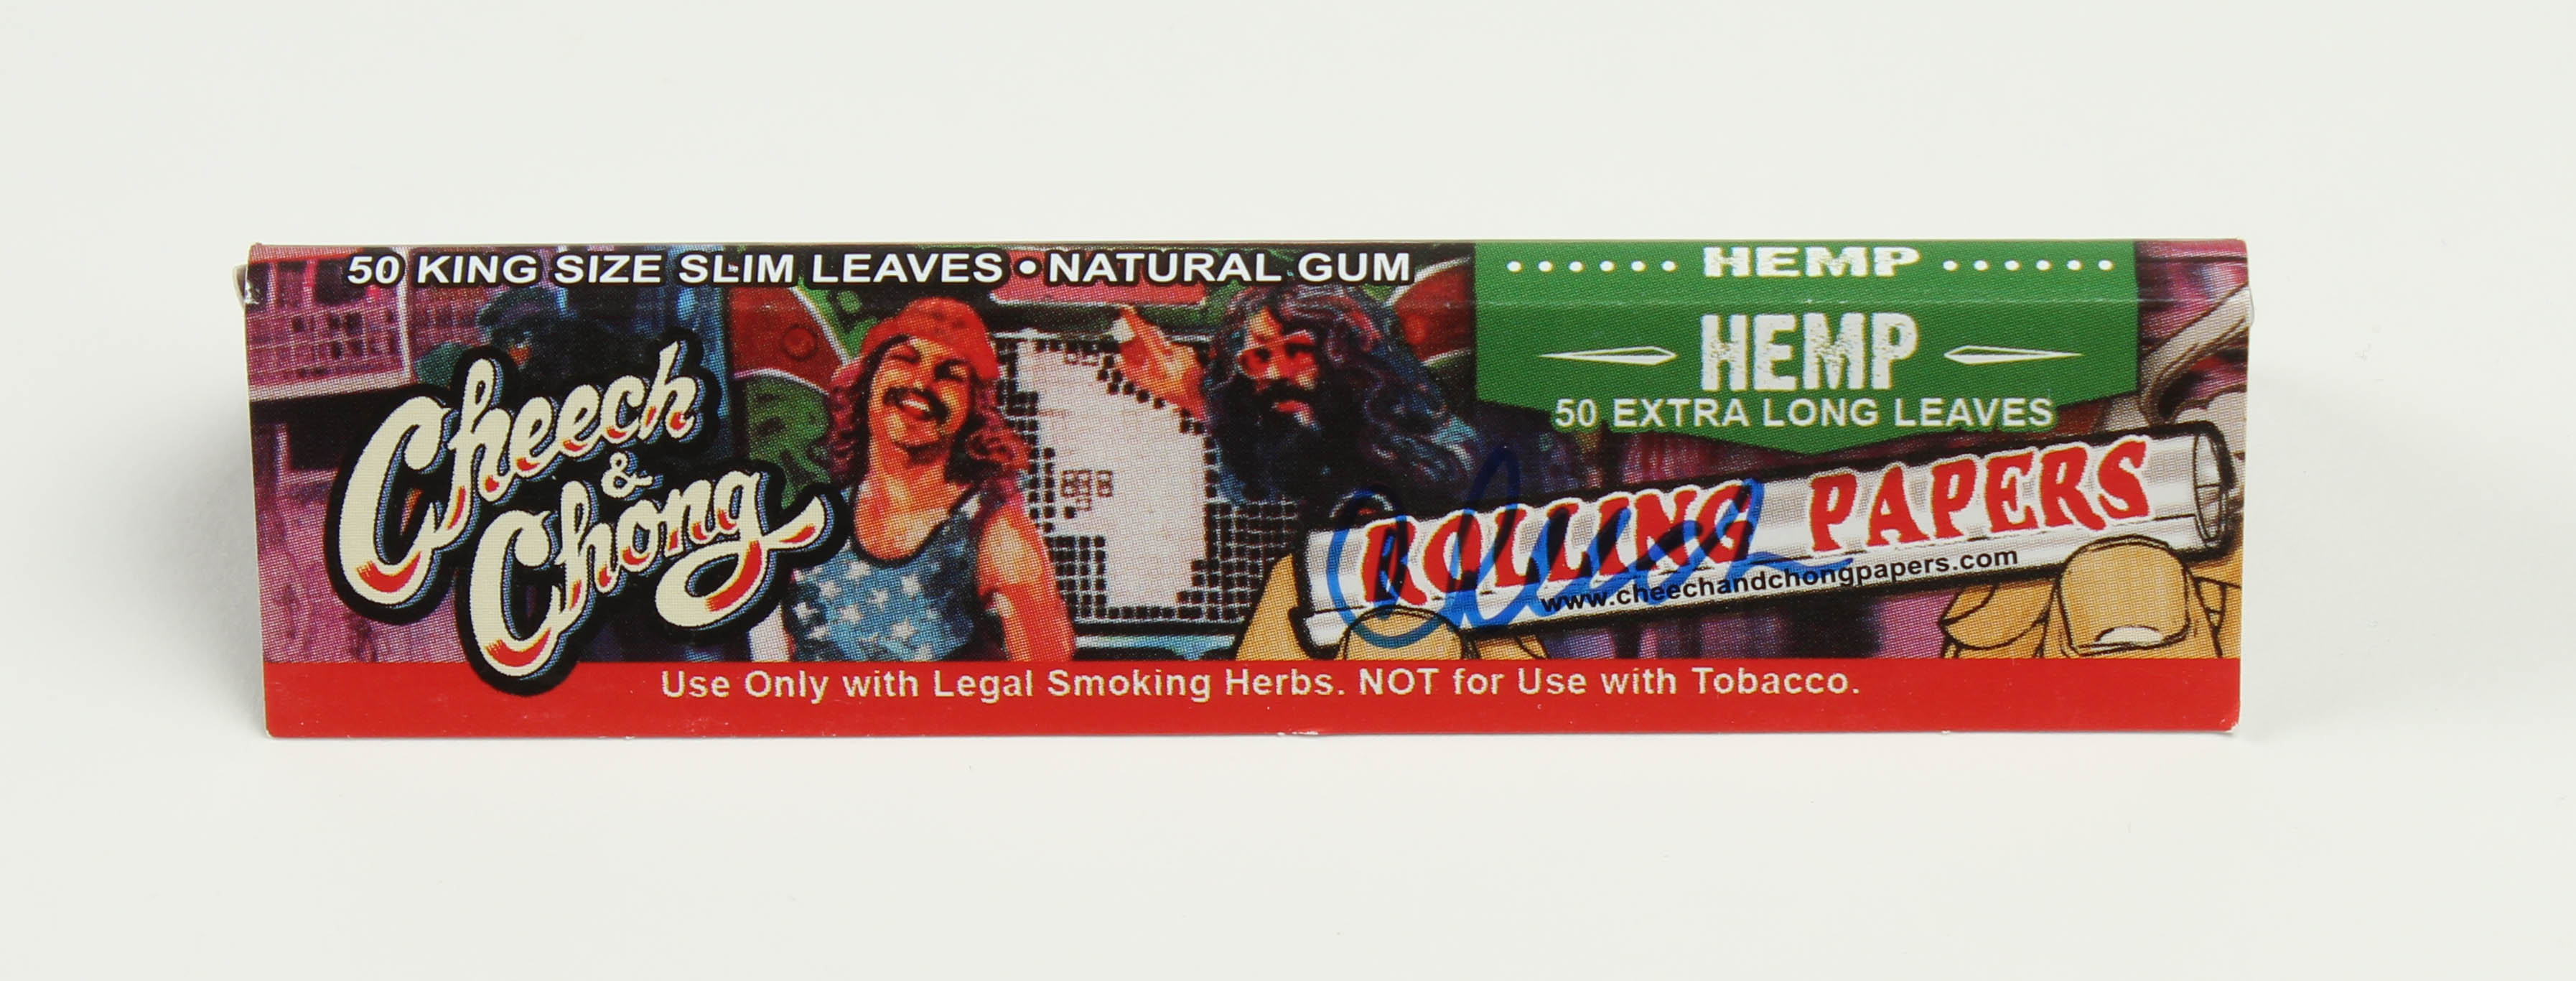 50 KING SIZE SLIM LEAVES • NATURAL GUM
HEMP
HEMP
50 EXTRA LONG LEAVES
Cheech
&
Chong
ROLLING PAPERS
www.cheechandchongpapers.com
Use Only with Legal Smoking Herbs. NOT for Use with Tobacco.